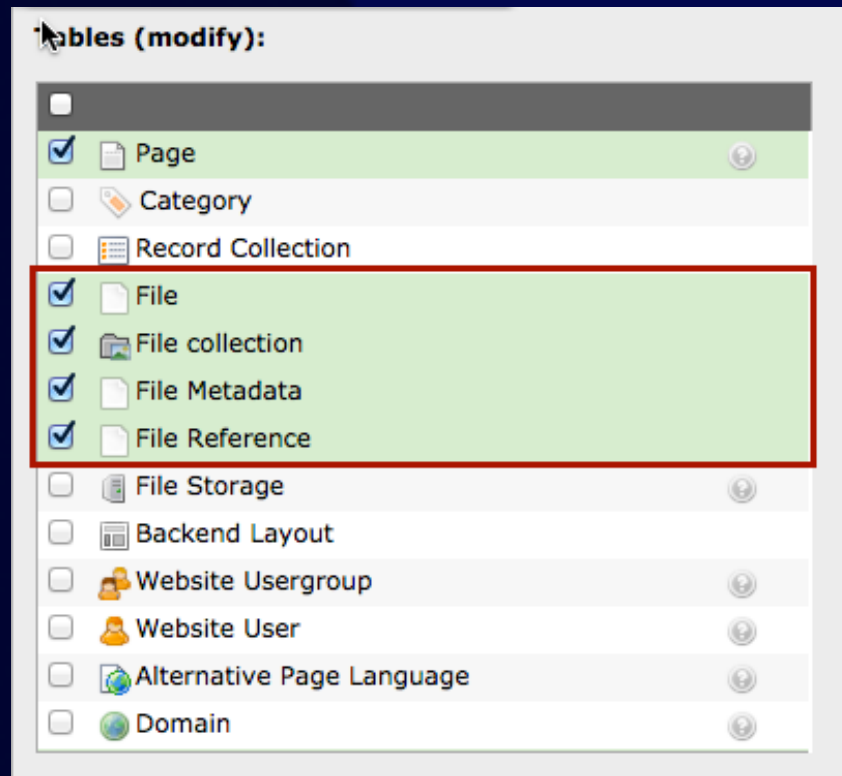 Tables (modify):
Page
Category
Record Collection
File
File collection
File Metadata
File Reference
File Storage
Backend Layout
Website Usergroup
Website User
Alternative Page Language
Domain